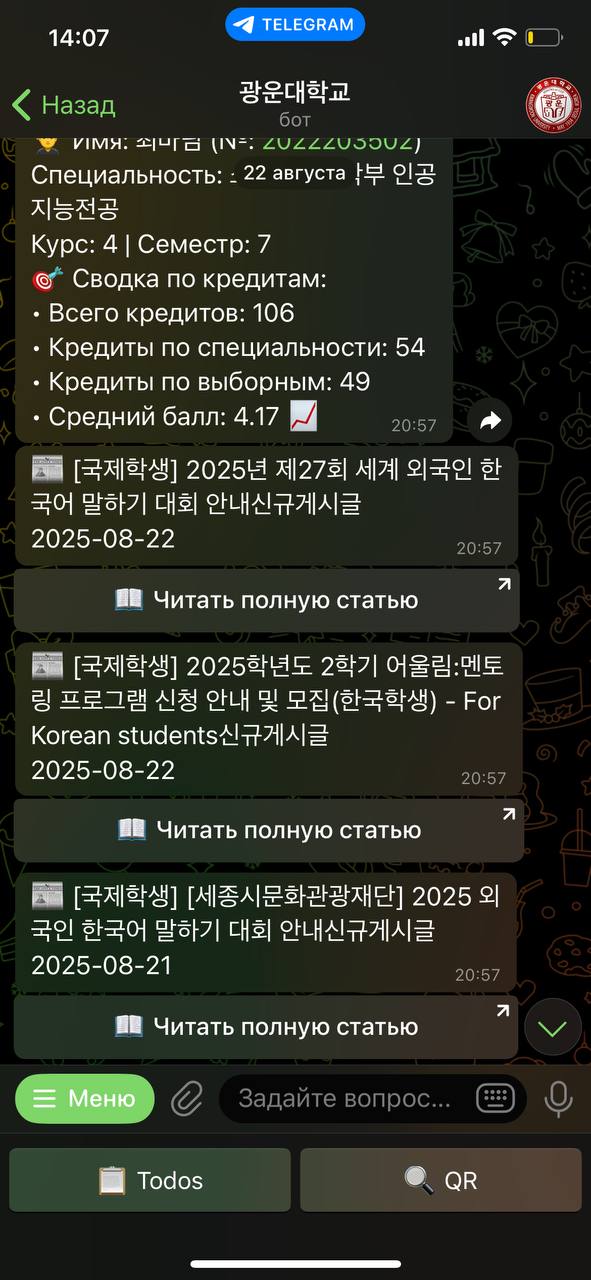 14:07
TELEGRAM
Назад
광운대학교
бот
Имя: 최마님 (Nº: 2022203502)
22 августа
Специальность: 부 인공
지능전공
Курс: 4 | Семестр: 7
🎯 Сводка по кредитам:
• Всего кредитов: 106
• Кредиты по специальности: 54
• Кредиты по выборным: 49
• Средний балл: 4.17 📈
20:57
📰 [국제학생] 2025년 제27회 세계 외국인 한
국어 말하기 대회 안내신규게시글
2025-08-22
20:57
📖 Читать полную статью
📰 [국제학생] 2025학년도 2학기 어울림:멘토
링 프로그램 신청 안내 및 모집(한국학생) - For
Korean students신규게시글
2025-08-22
20:57
📖 Читать полную статью
📰 [국제학생] [세종시문화관광재단] 2025 외
국인 한국어 말하기 대회 안내신규게시글
2025-08-21
20:57
📖 Читать полную статью
Меню
Задайте вопрос...
📋 Todos
🔍 QR